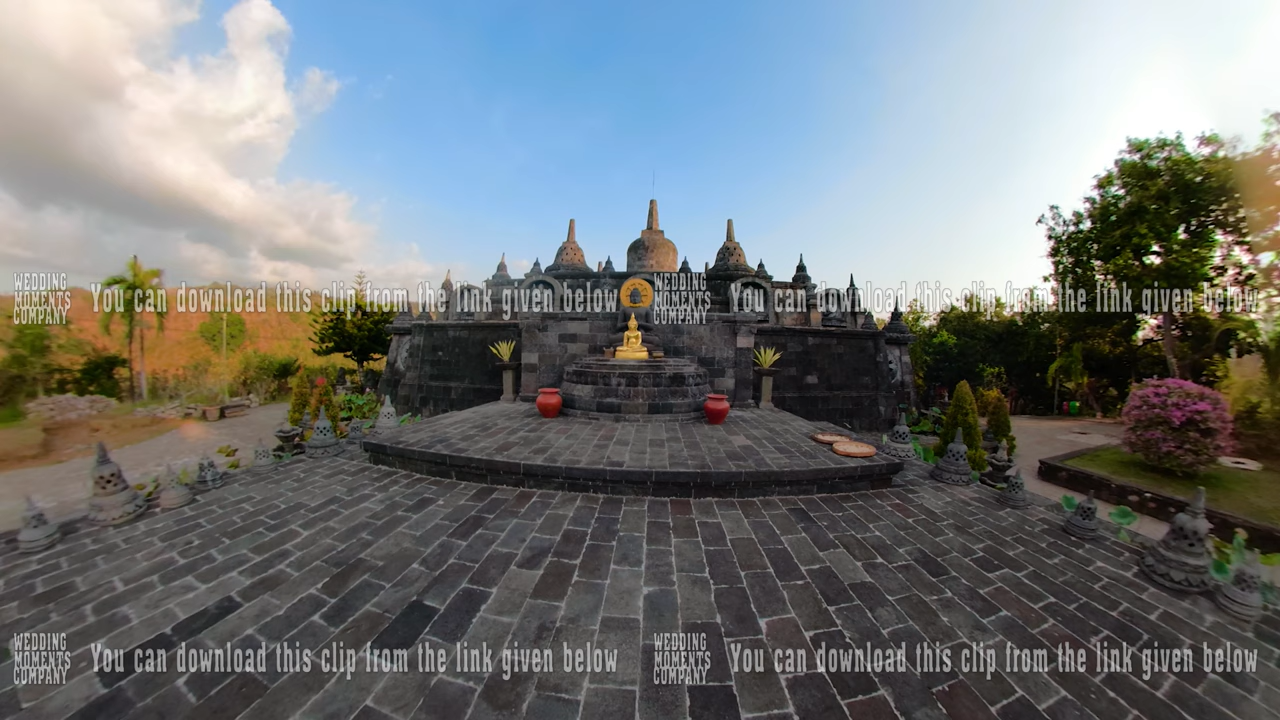 WEDDING
MOMENTS
COMPANY
You can download this clip from the link given below
WEDDING
MOMENTS
COMPANY
You can download this clip from the link given below
WEDDING
MOMENTS
COMPANY
You can download this clip from the link given below
WEDDING
MOMENTS
COMPANY
You can download this clip from the link given below